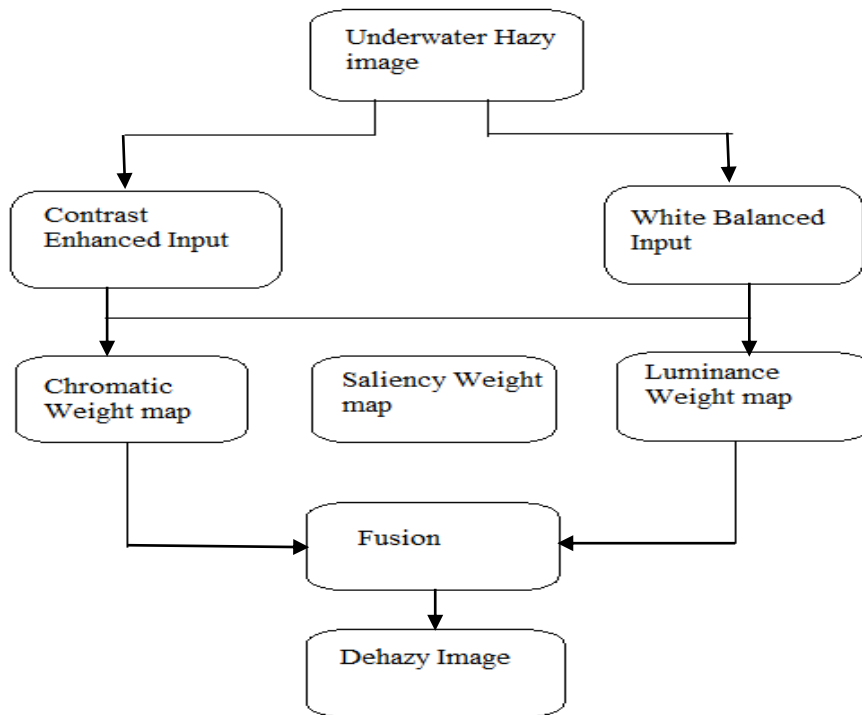 Underwater Hazy
image
Contrast
Enhanced Input
White Balanced
Input
Chromatic
Weight map
Saliency Weight
map
Luminance
Weight map
Fusion
Dehazy Image